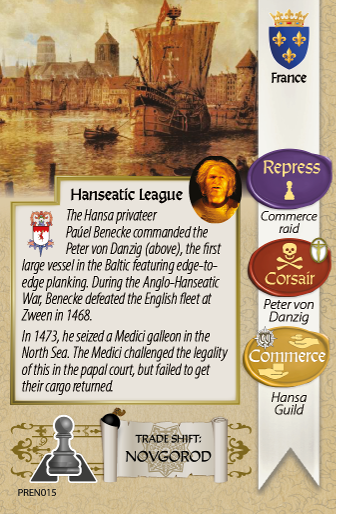 France
Repress
Commerce
raid
Corsair
Peter von
Danzig
Commerce
Hansa
Guild
Hanseatic League
The Hansa privateer
Paúel Benecke commanded the
Peter von Danzig (above), the first
large vessel in the Baltic featuring edge-to-
edge planking. During the Anglo-Hanseatic
War, Benecke defeated the English fleet at
Zween in 1468.
In 1473, he seized a Medici galleon in the
North Sea. The Medici challenged the legality
of this in the papal court, but failed to get
their cargo returned.
TRADE SHIFT:
NOVGOROD
PREN015